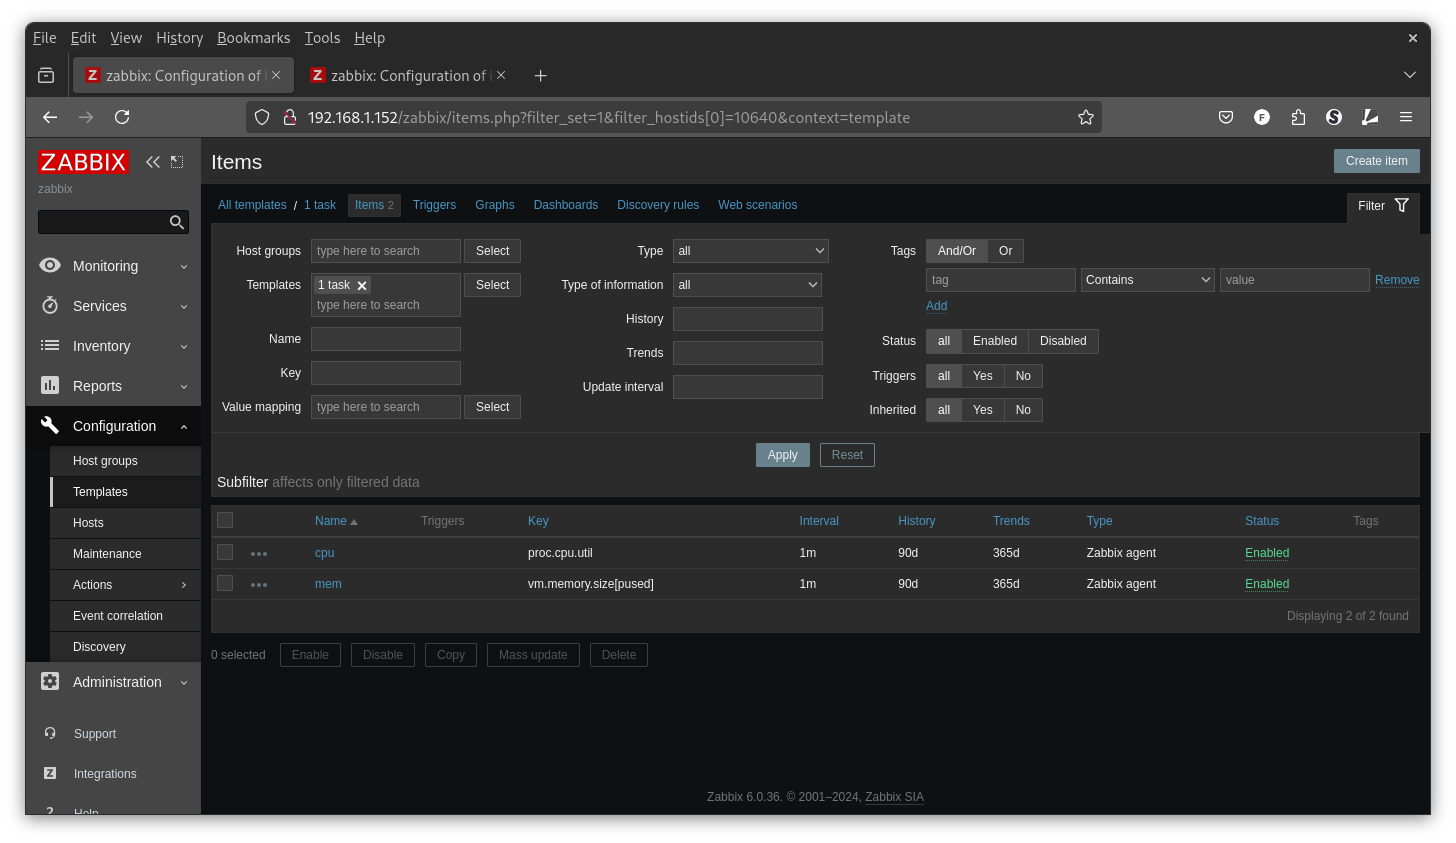 File Edit View History Bookmarks Tools Help
zabbix: Configuration of
zabbix: Configuration of
192.168.1.152/zabbix/items.php?filter_set=1&filter_hostids[0]=10640&context=template
ZABBIX
zabbix
Monitoring
Services
Inventory
Reports
Configuration
Host groups
Templates
Hosts
Maintenance
Actions
Event correlation
Discovery
Administration
Support
Integrations
Help
Items
Create item
All templates / 1 task Items 2 Triggers Graphs Dashboards Discovery rules Web scenarios
Filter
Host groups type here to search Select
Templates 1 task Select
type here to search
Name
Key
Value mapping type here to search Select
Type all
Type of information all
History
Trends
Update interval
Tags And/Or Or
tag Contains value Remove
Add
Status all Enabled Disabled
Triggers all Yes No
Inherited all Yes No
Apply Reset
Subfilter affects only filtered data
Name Triggers Key Interval History Trends Type Status Tags
cpu proc.cpu.util 1m 90d 365d Zabbix agent Enabled
mem vm.memory.size[pused] 1m 90d 365d Zabbix agent Enabled
Displaying 2 of 2 found
0 selected Enable Disable Copy Mass update Delete
Zabbix 6.0.36. © 2001–2024, Zabbix SIA